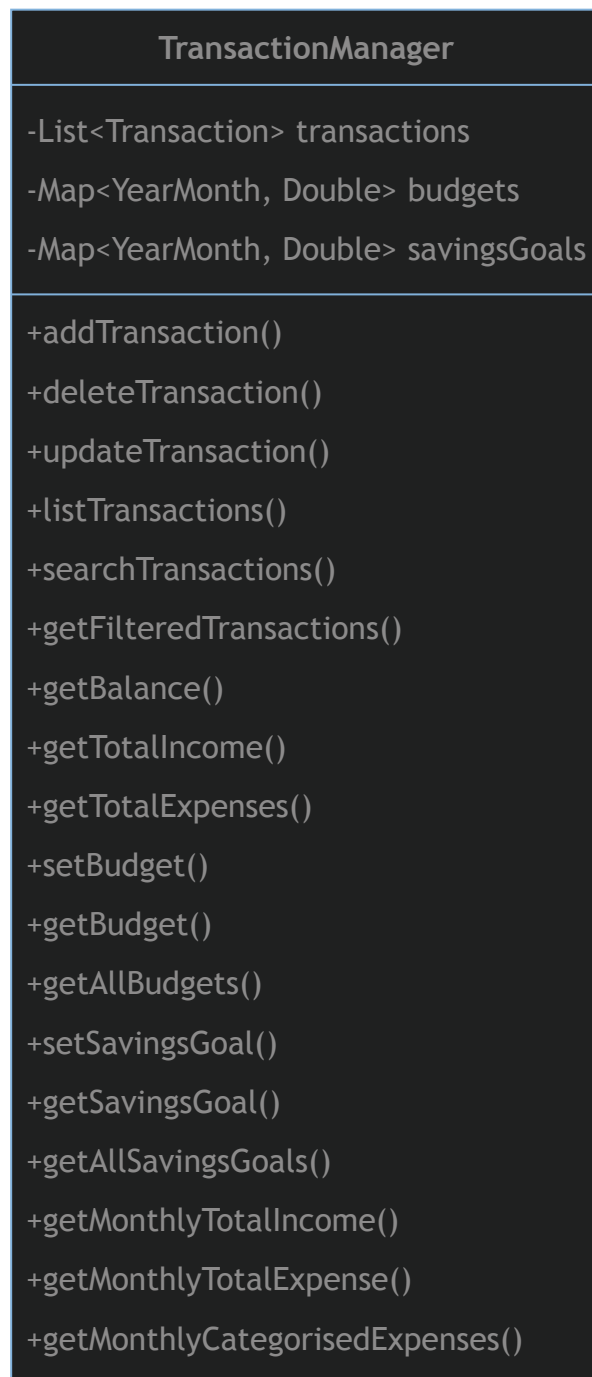 TransactionManager
-List<Transaction> transactions
-Map<YearMonth, Double> budgets
-Map<YearMonth, Double> savingsGoals
+addTransaction()
+deleteTransaction()
+updateTransaction()
+listTransactions()
+searchTransactions()
+getFilteredTransactions()
+getBalance()
+getTotalIncome()
+getTotalExpenses()
+setBudget()
+getBudget()
+getAllBudgets()
+setSavingsGoal()
+getSavingsGoal()
+getAllSavingsGoals()
+getMonthlyTotalIncome()
+getMonthlyTotalExpense()
+getMonthlyCategorisedExpenses()